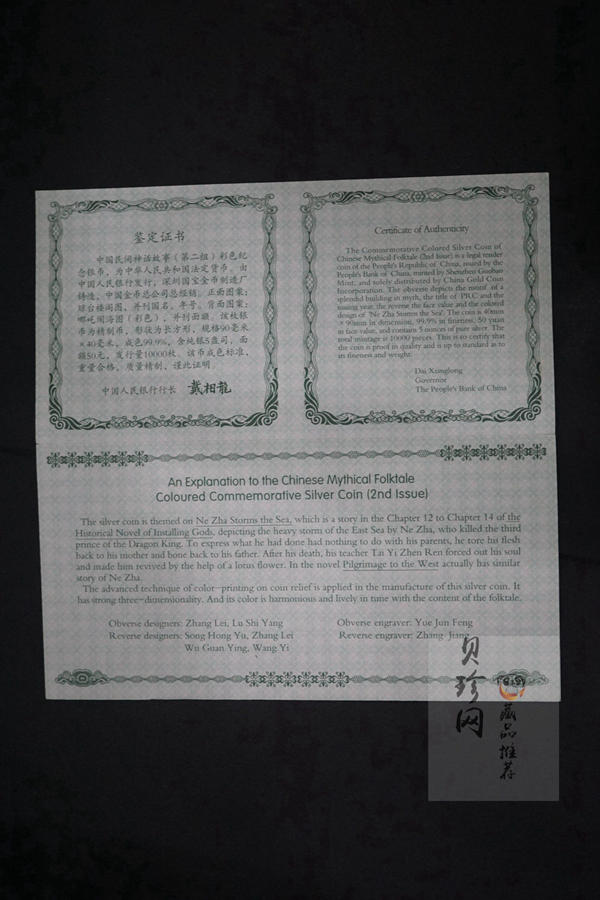 鉴定证书
中国民间神话故事（第二组）彩色纪
念银币，为中华人民共和国法定货币。由
中国人民银行发行，深圳国宝金币制造厂
铸造，中国金币总公司总经销。正面图案：
球台楼阁图，并刊国名、年号。背面图案：
哪吒闹海图（彩色），并刊面额。该枚银
币为精制币，形状为长方形，规格90毫米
×40毫米，成色99.9%，含纯银5盎司，面
额50元，发行量10000枚。该币成色标准，
重量合格，质量精制，谨此证明。
中国人民银行行长 戴相龍
Certificate of Authenticity
The Commemorative Colored Silver Coin of
Chinese Mythical Folktale (2nd Issue) is a legal tender
coin of the People's Republic of China, issued by the
People's Bank of China, minted by Shenzhen Guobao
Mint, and solely distributed by China Gold Coin
Incorporation. The obverse depicts the motif of a
splendid building in myth, the title of PRC and the
issuing year, the reverse the face value and the colored
design of 'Ne Zha Storms the Sea'. The coin is 40mm
× 90mm in dimension, 99.9% in fineness, 50 yuan
in face value, and contains 5 ounces of pure silver. The
total mintage is 10000 pieces. This is to certify that
the coin is proof in quality and is up to standard as to
its fineness and weight.
Dai Xianglong
Governor
The People's Bank of China
An Explanation to the Chinese Mythical Folktale
Coloured Commemorative Silver Coin (2nd Issue)
The silver coin is themed on Ne Zha Storms the Sea, which is a story in the Chapter 12 to Chapter 14 of the
Historical Novel of Installing Gods, depicting the heavy storm of the East Sea by Ne Zha, who killed the third
prince of the Dragon King. To express what he had done had nothing to do with his parents, he tore his flesh
back to his mother and bone back to his father. After his death, his teacher Tai Yi Zhen Ren forced out his soul
and made him revived by the help of a lotus flower. In the novel Pilgrimage to the West actually has similar
story of Ne Zha.
The advanced technique of color-printing on coin relief is applied in the manufacture of this silver coin. It
has strong three-dimensionality. And its color is harmonious and lively in time with the content of the folktale.
Obverse designers: Zhang Lei, Lu Shi Yang
Obverse engraver: Yue Jun Feng
Reverse designers: Song Hong Yu, Zhang Lei
Reverse engraver: Zhang Jiang
Wu Guan Ying, Wang Yi
贝珍网
藏品推荐